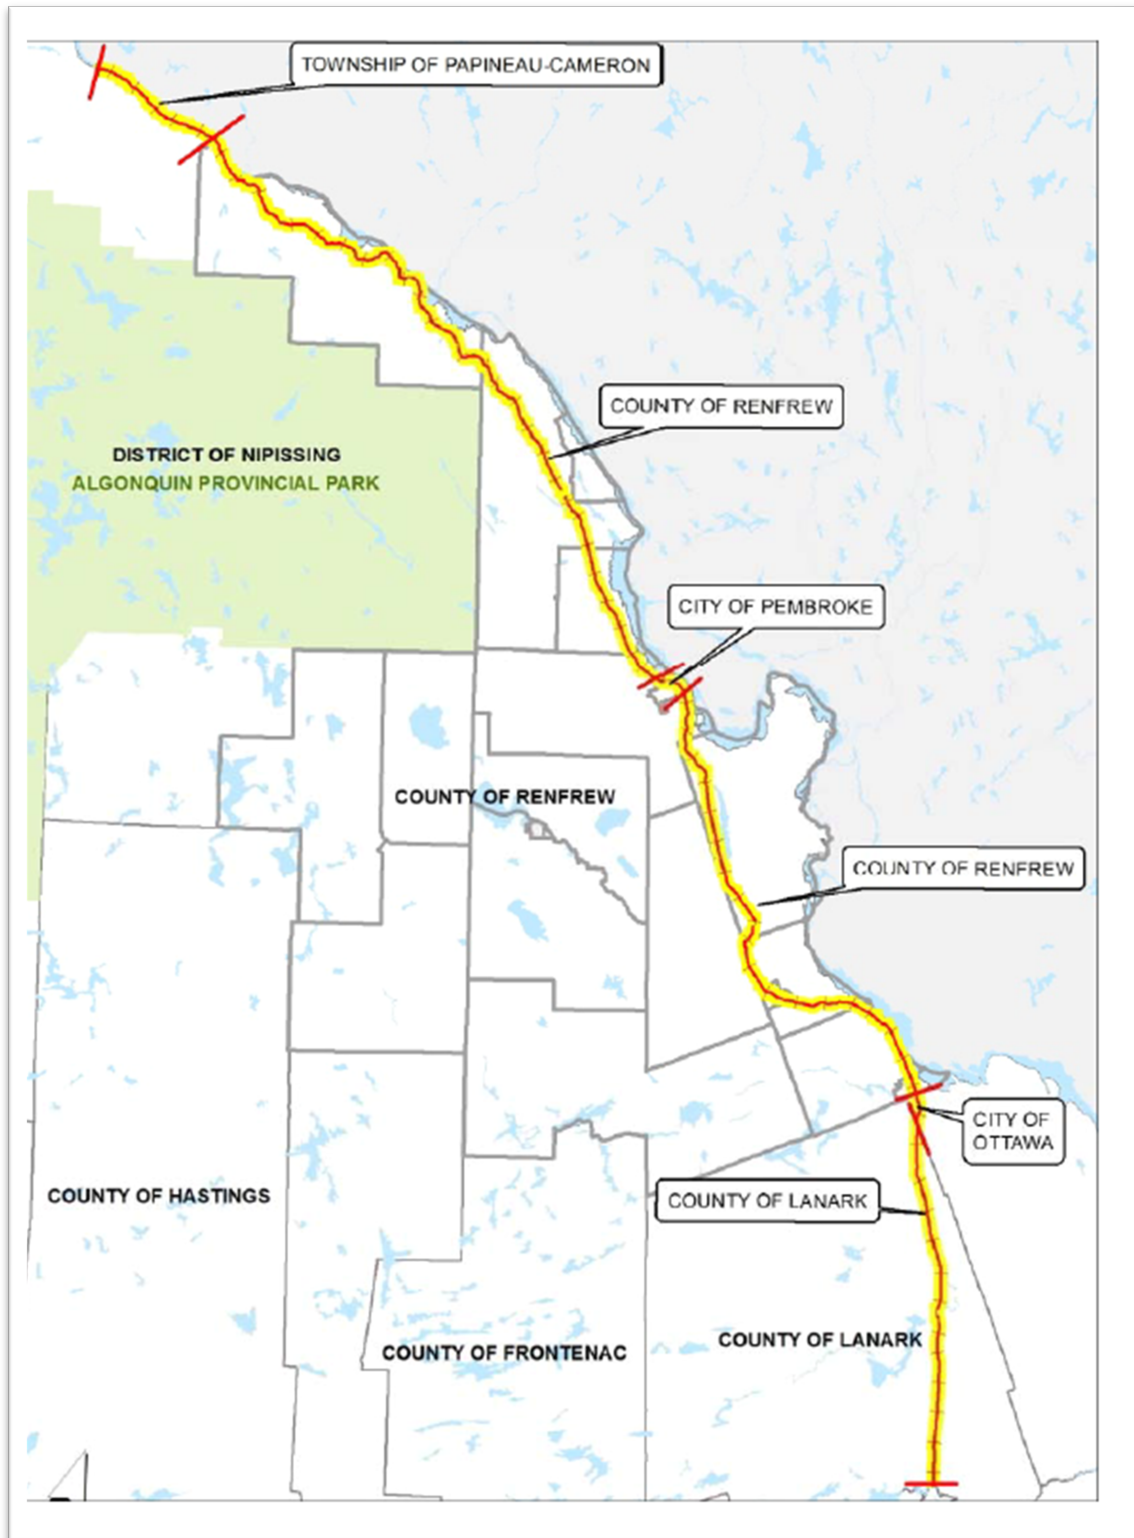 TOWNSHIP OF PAPINEAU-CAMERON
COUNTY OF RENFREW
DISTRICT OF NIPISSING
ALGONQUIN PROVINCIAL PARK
CITY OF PEMBROKE
COUNTY OF RENFREW
COUNTY OF RENFREW
CITY OF
OTTAWA
COUNTY OF HASTINGS
COUNTY OF LANARK
COUNTY OF LANARK
COUNTY OF FRONTENAC